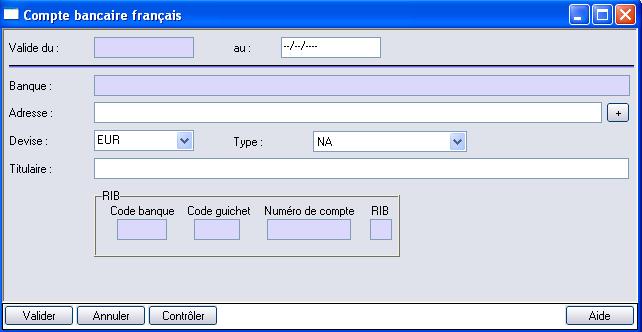 Compte bancaire français
Valide du : au : --/--/----
Banque :
Adresse : +
Devise : EUR Type : NA
Titulaire :
RIB
Code banque Code guichet Numéro de compte RIB
Valider Annuler Contrôler Aide